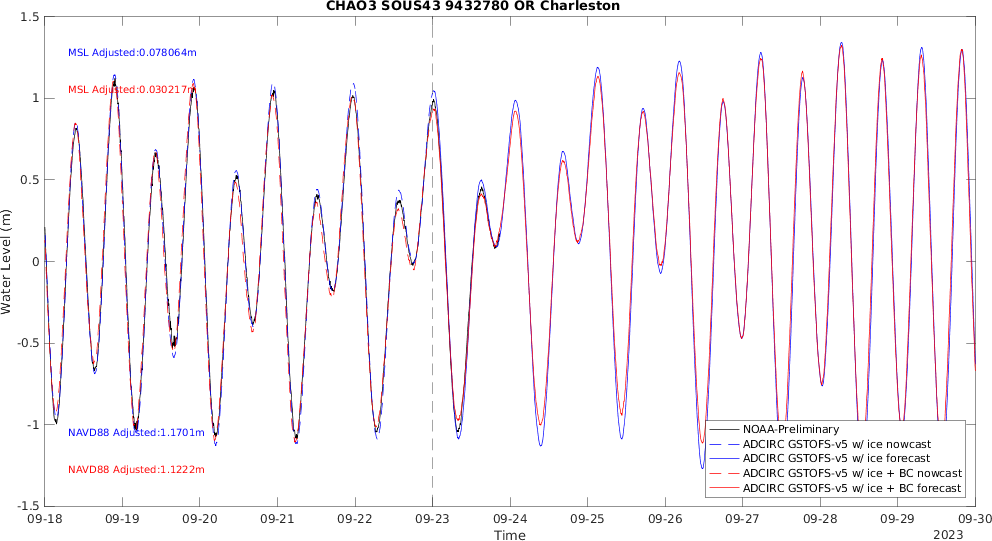 CHAO3 SOUS43 9432780 OR Charleston
1.5
MSL Adjusted:0.078064m
MSL Adjusted:0.030217m
1
0.5
0
-0.5
-1
-1.5
Water Level (m)
NAVD88 Adjusted:1.1701m
NAVD88 Adjusted:1.1222m
NOAA-Preliminary
ADCIRC GSTOFS-v5 w/ ice nowcast
ADCIRC GSTOFS-v5 w/ ice forecast
ADCIRC GSTOFS-v5 w/ ice + BC nowcast
ADCIRC GSTOFS-v5 w/ ice + BC forecast
09-18 09-19 09-20 09-21 09-22 09-23 09-24 09-25 09-26 09-27 09-28 09-29 09-30
Time
2023